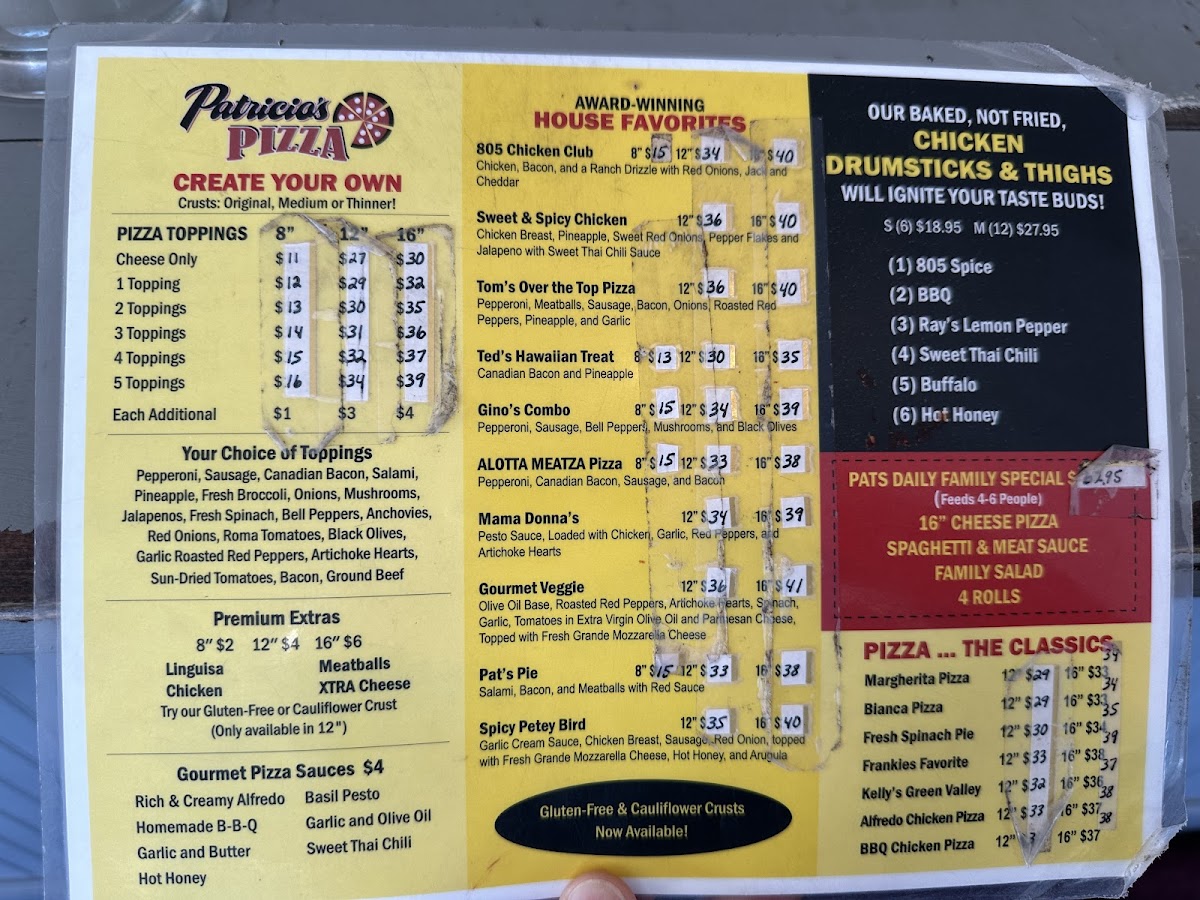 Patricio's
PIZZA
CREATE YOUR OWN
Crusts: Original, Medium or Thinner!
PIZZA TOPPINGS 8" 12" 16"
Cheese Only $11 $27 $30
1 Topping $12 $29 $32
2 Toppings $13 $30 $35
3 Toppings $14 $31 $36
4 Toppings $15 $32 $37
5 Toppings $16 $34 $39
Each Additional $1 $3 $4
Your Choice of Toppings
Pepperoni, Sausage, Canadian Bacon, Salami,
Pineapple, Fresh Broccoli, Onions, Mushrooms,
Jalapenos, Fresh Spinach, Bell Peppers, Anchovies,
Red Onions, Roma Tomatoes, Black Olives,
Garlic Roasted Red Peppers, Artichoke Hearts,
Sun-Dried Tomatoes, Bacon, Ground Beef
Premium Extras
8" $2 12" $4 16" $6
Linguisa Meatballs
Chicken XTRA Cheese
Try our Gluten-Free or Cauliflower Crust
(Only available in 12")
Gourmet Pizza Sauces $4
Rich & Creamy Alfredo Basil Pesto
Homemade B-B-Q Garlic and Olive Oil
Garlic and Butter Sweet Thai Chili
Hot Honey
AWARD-WINNING
HOUSE FAVORITES
805 Chicken Club 8" $15 12" $34 $40
Chicken, Bacon, and a Ranch Drizzle with Red Onions, Jack and
Cheddar
Sweet & Spicy Chicken 12" $36 16" $40
Chicken Breast, Pineapple, Sweet Red Onions, Pepper Flakes and
Jalapeno with Sweet Thai Chili Sauce
Tom's Over the Top Pizza 12" $36 16" $40
Pepperoni, Meatballs, Sausage, Bacon, Onions, Roasted Red
Peppers, Pineapple, and Garlic
Ted's Hawaiian Treat 8" $13 12" $30 16" $35
Canadian Bacon and Pineapple
Gino's Combo 8" $15 12" $34 16" $39
Pepperoni, Sausage, Bell Peppers, Mushrooms, and Black Olives
ALOTTA MEATZA Pizza 8" $15 12" $33 16" $38
Pepperoni, Canadian Bacon, Sausage, and Bacon
Mama Donna's 12" $34 16" $39
Pesto Sauce, Loaded with Chicken, Garlic, Red Peppers, and
Artichoke Hearts
Gourmet Veggie 12" $36 16" $41
Olive Oil Base, Roasted Red Peppers, Artichoke Hearts, Spinach,
Garlic, Tomatoes in Extra Virgin Olive Oil and Parmesan Cheese,
Topped with Fresh Grande Mozzarella Cheese
Pat's Pie 8" $15 12" $33 16" $38
Salami, Bacon, and Meatballs with Red Sauce
Spicy Petey Bird 12" $35 16" $40
Garlic Cream Sauce, Chicken Breast, Sausage, Red Onion, topped
with Fresh Grande Mozzarella Cheese, Hot Honey, and Arugula
Gluten-Free & Cauliflower Crusts
Now Available!
OUR BAKED, NOT FRIED,
CHICKEN
DRUMSTICKS & THIGHS
WILL IGNITE YOUR TASTE BUDS!
S (6) $18.95 M (12) $27.95
(1) 805 Spice
(2) BBQ
(3) Ray's Lemon Pepper
(4) Sweet Thai Chili
(5) Buffalo
(6) Hot Honey
PATS DAILY FAMILY SPECIAL $
(Feeds 4-6 People)
16" CHEESE PIZZA
SPAGHETTI & MEAT SAUCE
FAMILY SALAD
4 ROLLS
PIZZA ... THE CLASSICS
Margherita Pizza 12" $29 16" $33 34
Bianca Pizza 12" $29 16" $33 34
Fresh Spinach Pie 12" $30 16" $34 35
Frankies Favorite 12" $33 16" $38 39
Kelly's Green Valley 12" $32 16" $36 37
Alfredo Chicken Pizza 12" $33 16" $37 38
BBQ Chicken Pizza 12" 16" $37 38